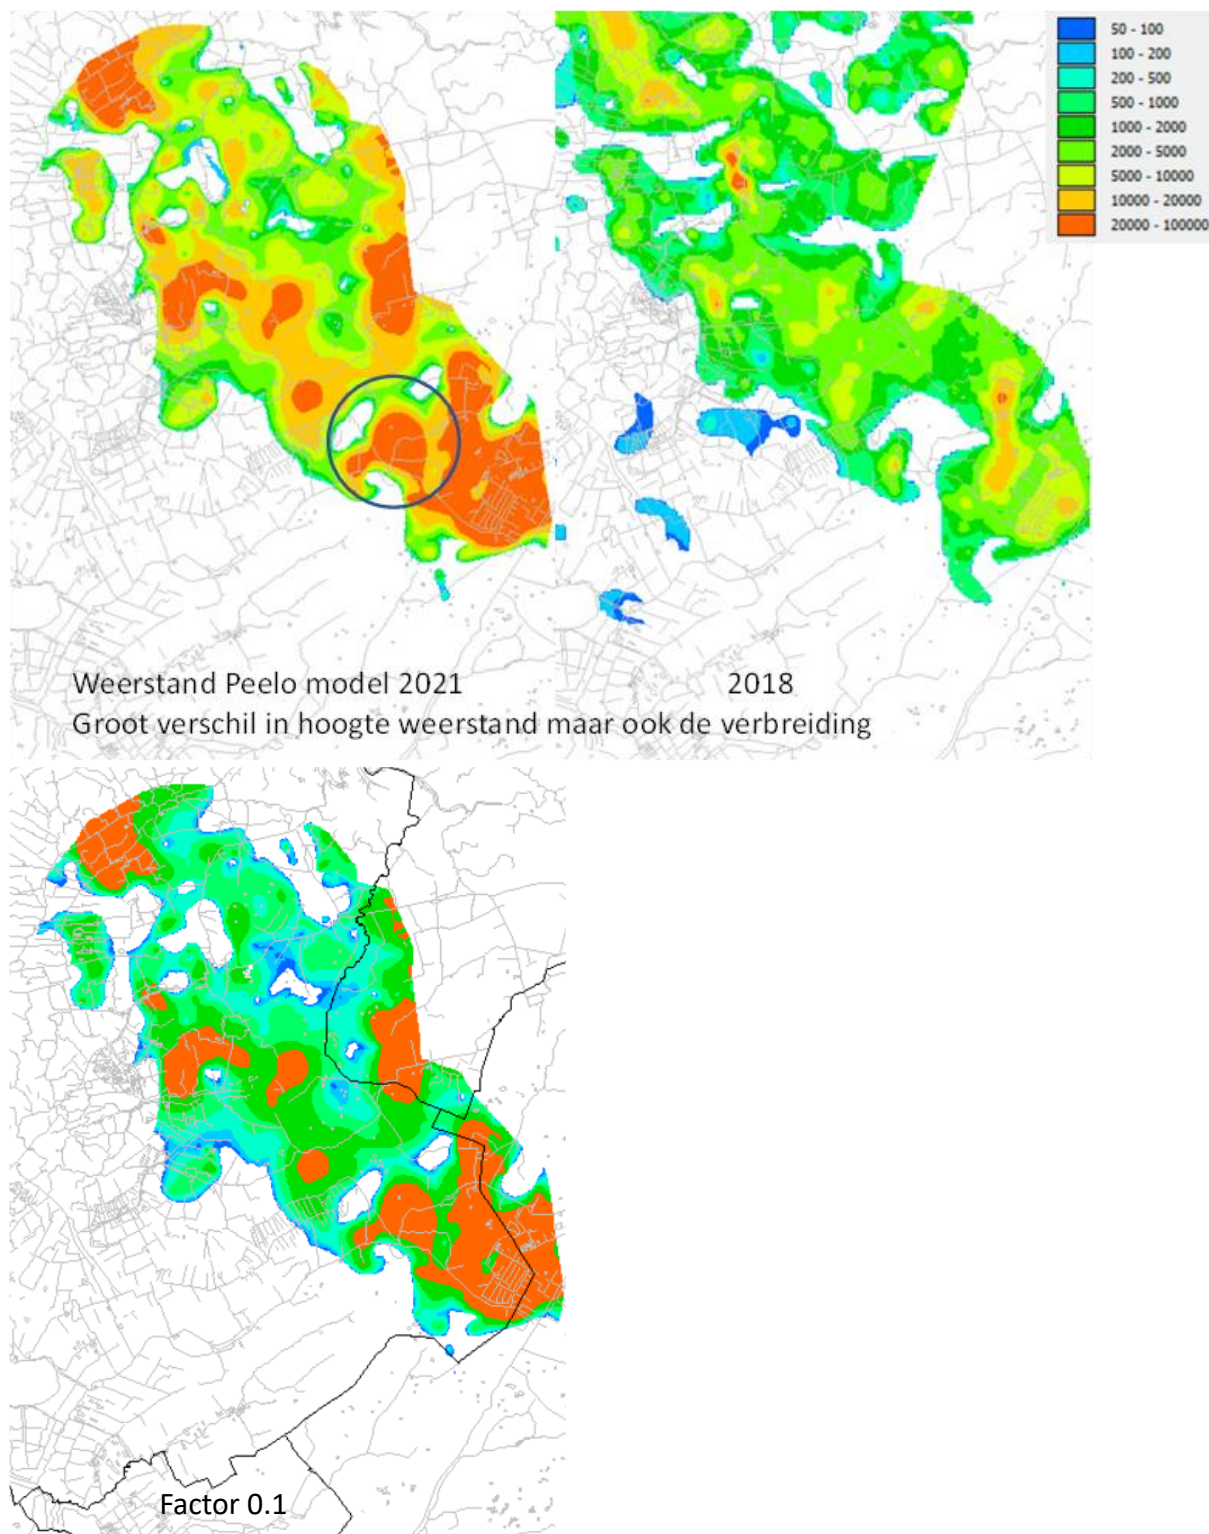 50 - 100
100 - 200
200 - 500
500 - 1000
1000 - 2000
2000 - 5000
5000 - 10000
10000 - 20000
20000 - 100000
Weerstand Peelo model 2021
2018
Groot verschil in hoogte weerstand maar ook de verbreiding
Factor 0.1